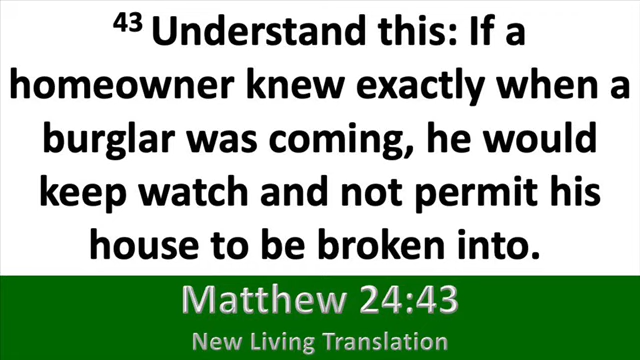 43 Understand this: If a
homeowner knew exactly when a
burglar was coming, he would
keep watch and not permit his
house to be broken into.
Matthew 24:43
New Living Translation